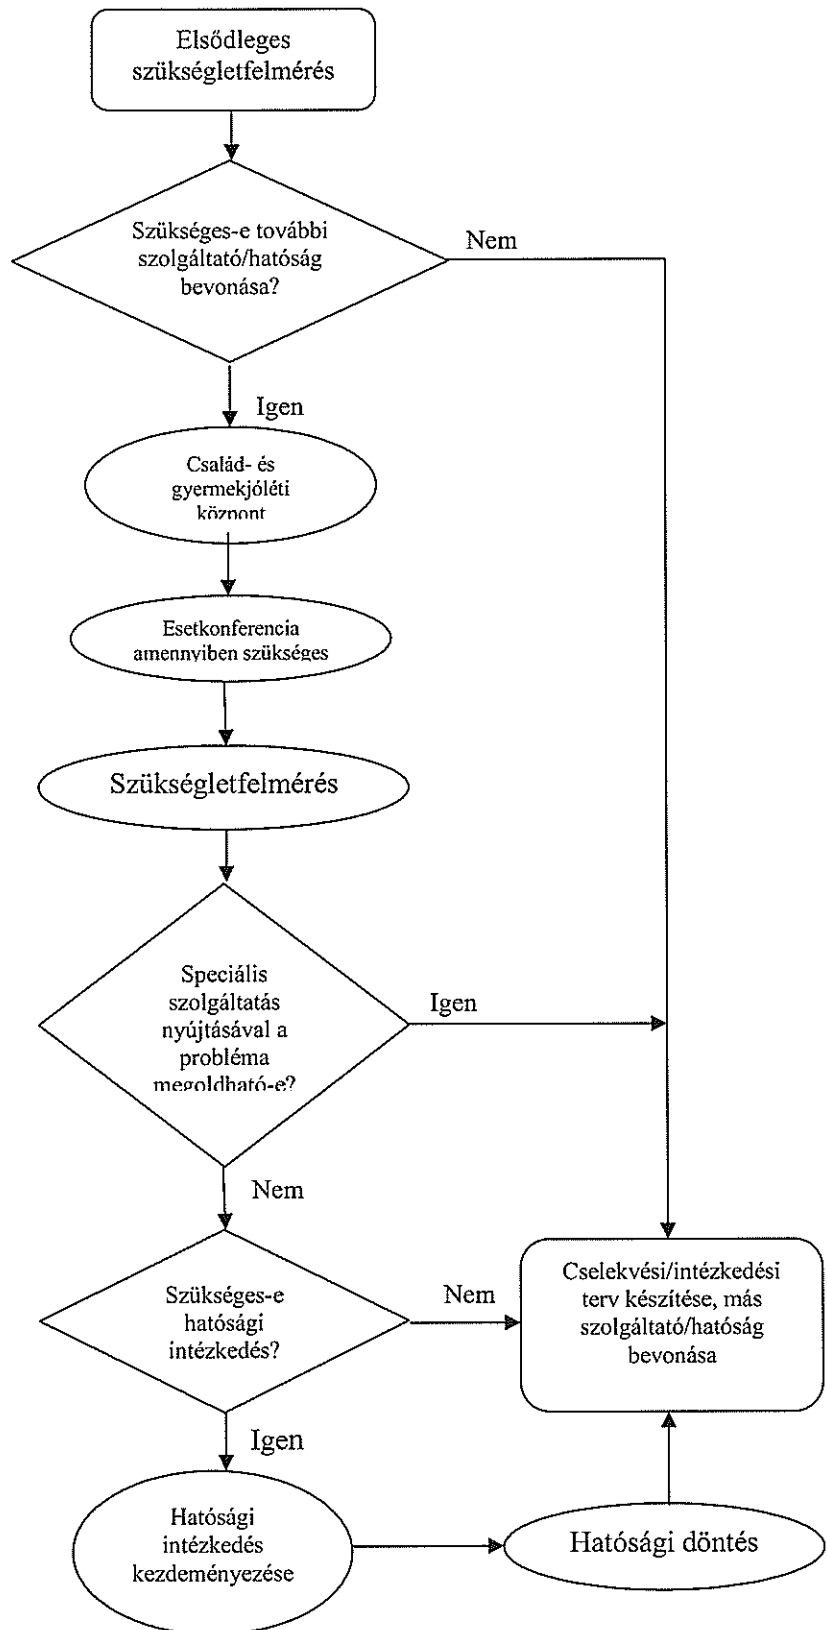 Elsődleges
szükségletfelmérés
Szükséges-e további
szolgáltató/hatóság
bevonása?
Nem
Igen
Család- és
gyermekjóléti
központ
Esetkonferencia
amennyiben szükséges
Szükségletfelmérés
Speciális
szolgáltatás
nyújtásával a
probléma
megoldható-e?
Igen
Nem
Szükséges-e
hatósági
intézkedés?
Nem
Cselekvési/intézkedési
terv készítése, más
szolgáltató/hatóság
bevonása
Igen
Hatósági
intézkedés
kezdeményezése
Hatósági döntés